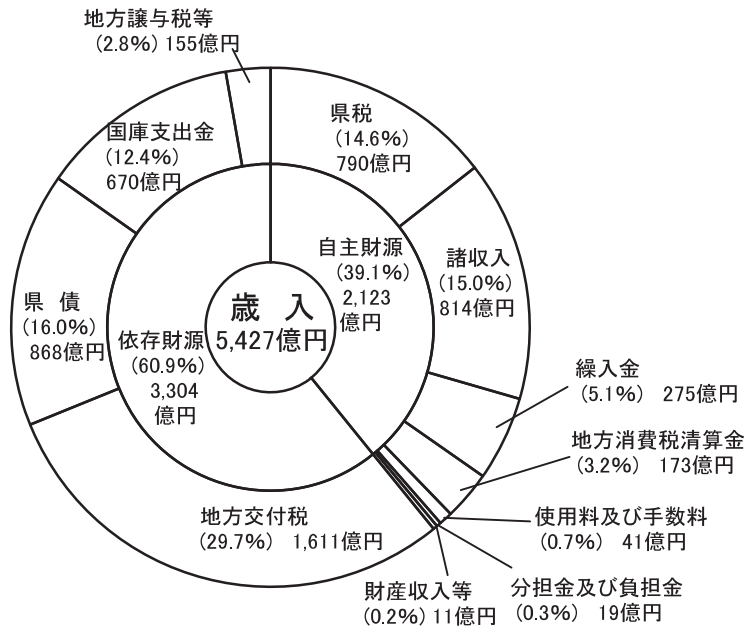 地方譲与税等
(2.8%) 155億円
県税
(14.6%)
790億円
国庫支出金
(12.4%)
670億円
自主財源
(39.1%)
2,123
億円
諸収入
(15.0%)
814億円
歳 入
5,427億円
県 債
(16.0%)
868億円
依存財源
(60.9%)
3,304
億円
繰入金
(5.1%) 275億円
地方消費税清算金
(3.2%) 173億円
地方交付税
(29.7%) 1,611億円
使用料及び手数料
(0.7%) 41億円
財産収入等
(0.2%) 11億円
分担金及び負担金
(0.3%) 19億円